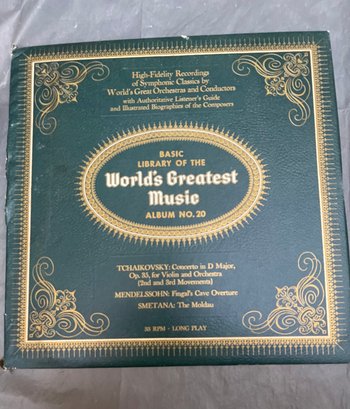 High-Fidelity Recordings
of Symphonic Classics by
World's Great Orchestras and Conductors
with Authoritative Listener's Guide
and Illustrated Biographies of the Composers
BASIC
LIBRARY OF THE
World's Greatest
Music
ALBUM NO. 20
TCHAIKOVSKY: Concerto in D Major,
Op. 35, for Violin and Orchestra
(2nd and 3rd Movements)
MENDELSSOHN: Fingal's Cave Overture
SMETANA: The Moldau
33 RPM - LONG PLAY